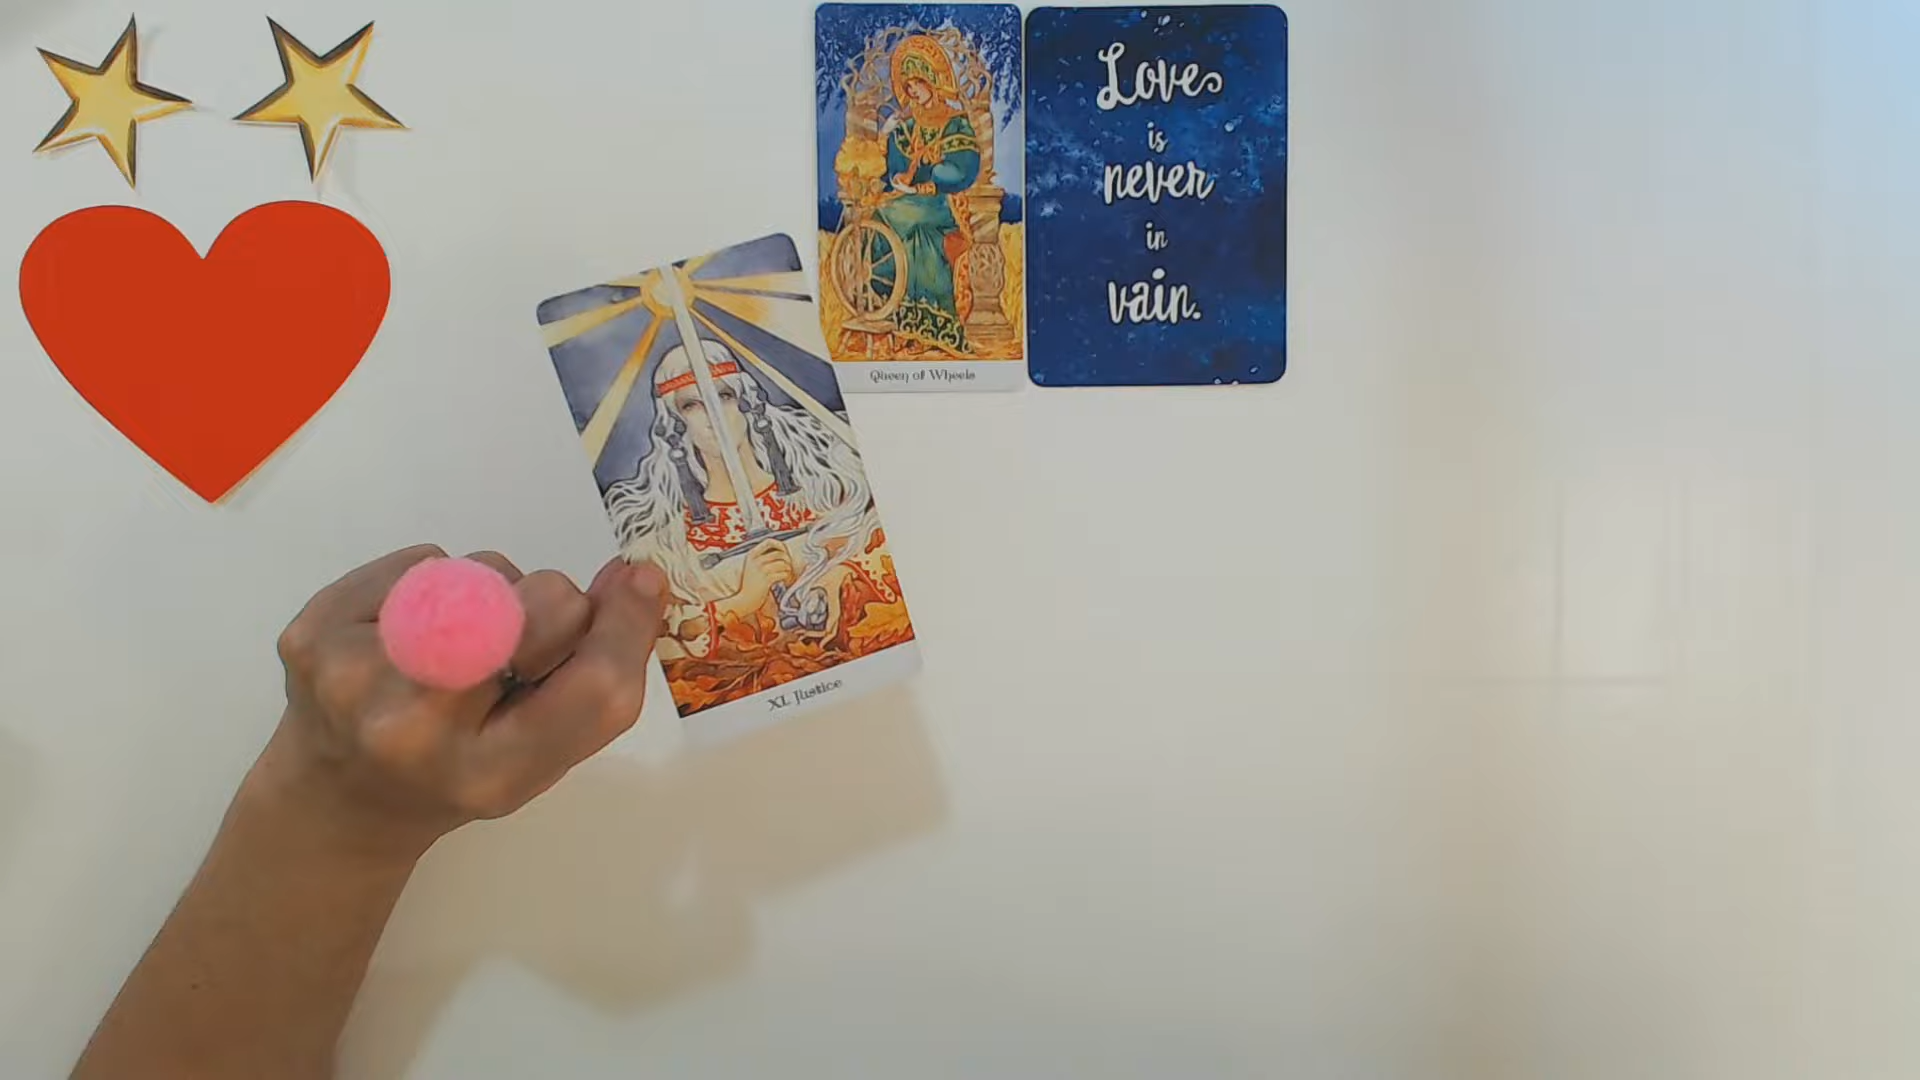 Love
is
never
in
vain.
Queen of Wheels
XI. Justice